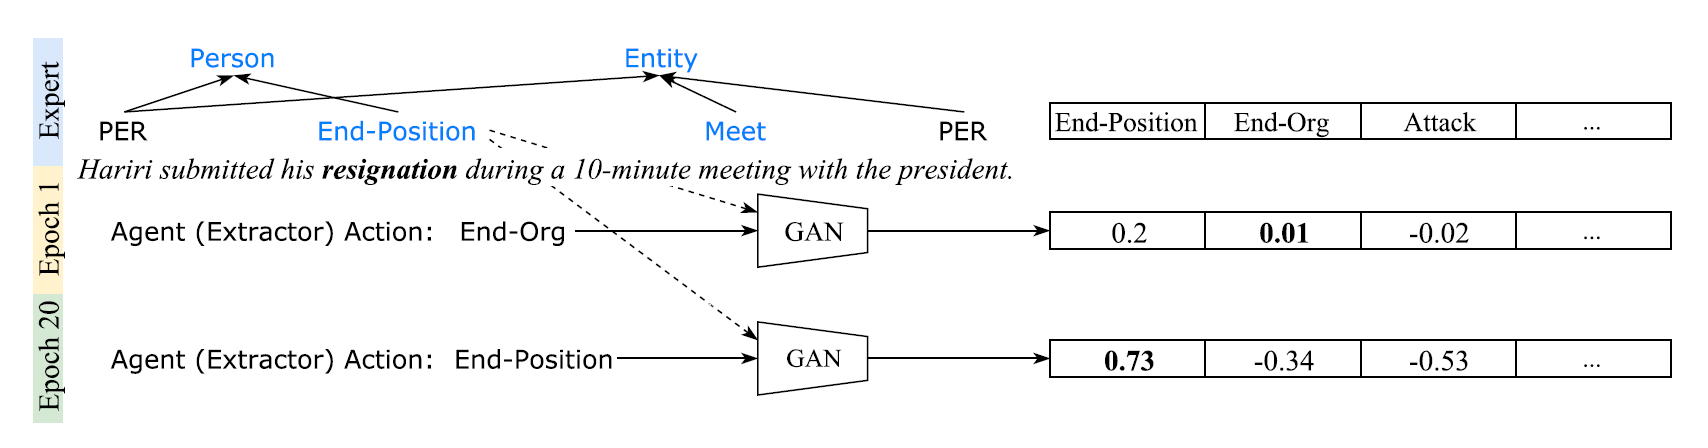 Expert
Person Entity
PER End-Position Meet PER
End-Position End-Org Attack ...
Hariri submitted his resignation during a 10-minute meeting with the president.
Epoch 1
Agent (Extractor) Action: End-Org GAN 0.2 0.01 -0.02 ...
Epoch 20
Agent (Extractor) Action: End-Position GAN 0.73 -0.34 -0.53 ...